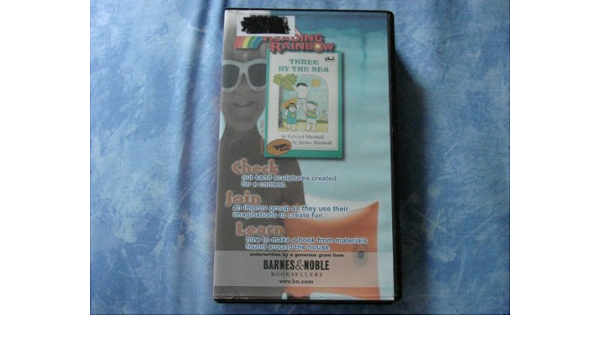 READING
RAINBOW
THREE
BY THE SEA
by Edward Marshall
by James Marshall
Check
out sand sculptures created
for a contest.
Join
an improv group as they use their
imaginations to create fun.
Learn
how to make a book from materials
found around the house.
underwritten by a generous grant from
BARNES&NOBLE
BOOKSELLERS
www.bn.com